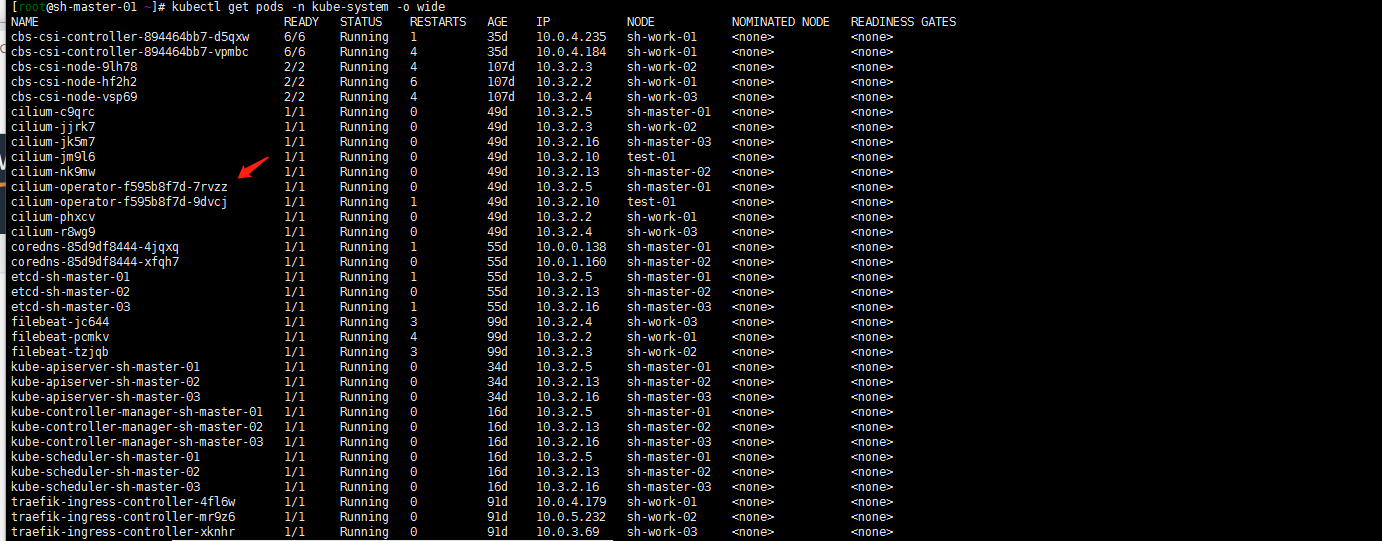 [root@sh-master-01 ~]# kubectl get pods -n kube-system -o wide
NAME READY STATUS RESTARTS AGE IP NODE NOMINATED NODE READINESS GATES
cbs-csi-controller-894464bb7-d5qxw 6/6 Running 1 35d 10.0.4.235 sh-work-01 <none> <none>
cbs-csi-controller-894464bb7-vpmbc 6/6 Running 4 35d 10.0.4.184 sh-work-01 <none> <none>
cbs-csi-node-9lh78 2/2 Running 4 107d 10.3.2.3 sh-work-02 <none> <none>
cbs-csi-node-hf2h2 2/2 Running 6 107d 10.3.2.2 sh-work-01 <none> <none>
cbs-csi-node-vsp69 2/2 Running 4 107d 10.3.2.4 sh-work-03 <none> <none>
cilium-c9qrc 1/1 Running 0 49d 10.3.2.5 sh-master-01 <none> <none>
cilium-jjrk7 1/1 Running 0 49d 10.3.2.3 sh-work-02 <none> <none>
cilium-jk5m7 1/1 Running 0 49d 10.3.2.16 sh-master-03 <none> <none>
cilium-jm9l6 1/1 Running 0 49d 10.3.2.10 test-01 <none> <none>
cilium-nk9mw 1/1 Running 0 49d 10.3.2.13 sh-master-02 <none> <none>
cilium-operator-f595b8f7d-7rvzz 1/1 Running 0 49d 10.3.2.5 sh-master-01 <none> <none>
cilium-operator-f595b8f7d-9dvcj 1/1 Running 1 49d 10.3.2.10 test-01 <none> <none>
cilium-phxcv 1/1 Running 0 49d 10.3.2.2 sh-work-01 <none> <none>
cilium-r8wg9 1/1 Running 0 49d 10.3.2.4 sh-work-03 <none> <none>
coredns-85d9df8444-4jqxq 1/1 Running 1 55d 10.0.0.138 sh-master-01 <none> <none>
coredns-85d9df8444-xfqh7 1/1 Running 0 55d 10.0.1.160 sh-master-02 <none> <none>
etcd-sh-master-01 1/1 Running 1 55d 10.3.2.5 sh-master-01 <none> <none>
etcd-sh-master-02 1/1 Running 0 55d 10.3.2.13 sh-master-02 <none> <none>
etcd-sh-master-03 1/1 Running 1 55d 10.3.2.16 sh-master-03 <none> <none>
filebeat-jc644 1/1 Running 3 99d 10.3.2.4 sh-work-03 <none> <none>
filebeat-pcmkv 1/1 Running 4 99d 10.3.2.2 sh-work-01 <none> <none>
filebeat-tzjqb 1/1 Running 3 99d 10.3.2.3 sh-work-02 <none> <none>
kube-apiserver-sh-master-01 1/1 Running 0 34d 10.3.2.5 sh-master-01 <none> <none>
kube-apiserver-sh-master-02 1/1 Running 0 34d 10.3.2.13 sh-master-02 <none> <none>
kube-apiserver-sh-master-03 1/1 Running 0 34d 10.3.2.16 sh-master-03 <none> <none>
kube-controller-manager-sh-master-01 1/1 Running 0 16d 10.3.2.5 sh-master-01 <none> <none>
kube-controller-manager-sh-master-02 1/1 Running 0 16d 10.3.2.13 sh-master-02 <none> <none>
kube-controller-manager-sh-master-03 1/1 Running 0 16d 10.3.2.16 sh-master-03 <none> <none>
kube-scheduler-sh-master-01 1/1 Running 0 16d 10.3.2.5 sh-master-01 <none> <none>
kube-scheduler-sh-master-02 1/1 Running 0 16d 10.3.2.13 sh-master-02 <none> <none>
kube-scheduler-sh-master-03 1/1 Running 0 16d 10.3.2.16 sh-master-03 <none> <none>
traefik-ingress-controller-4fl6w 1/1 Running 0 91d 10.0.4.179 sh-work-01 <none> <none>
traefik-ingress-controller-mr9z6 1/1 Running 0 91d 10.0.5.232 sh-work-02 <none> <none>
traefik-ingress-controller-xknhr 1/1 Running 0 91d 10.0.3.69 sh-work-03 <none> <none>